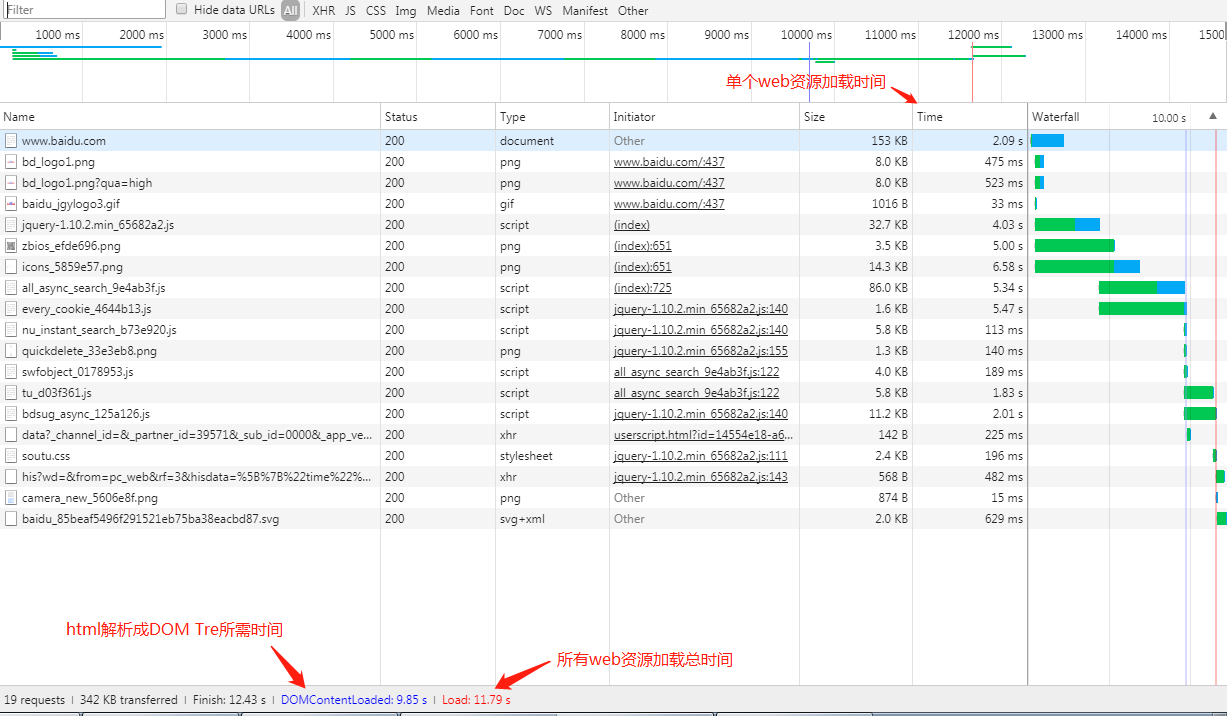 Filter Hide data URLs All XHR JS CSS Img Media Font Doc WS Manifest Other
1000 ms 2000 ms 3000 ms 4000 ms 5000 ms 6000 ms 7000 ms 8000 ms 9000 ms 10000 ms 11000 ms 12000 ms 13000 ms 14000 ms 1500
单个web资源加载时间
Name Status Type Initiator Size Time Waterfall 10.00 s
www.baidu.com 200 document Other 153 KB 2.09 s
bd_logo1.png 200 png www.baidu.com/:437 8.0 KB 475 ms
bd_logo1.png?qua=high 200 png www.baidu.com/:437 8.0 KB 523 ms
baidu_jgylogo3.gif 200 gif www.baidu.com/:437 1016 B 33 ms
jquery-1.10.2.min_65682a2.js 200 script (index) 32.7 KB 4.03 s
zbios_efde696.png 200 png (index):651 3.5 KB 5.00 s
icons_5859e57.png 200 png (index):651 14.3 KB 6.58 s
all_async_search_9e4ab3f.js 200 script (index):725 86.0 KB 5.34 s
every_cookie_4644b13.js 200 script jquery-1.10.2.min_65682a2.js:140 1.6 KB 5.47 s
nu_instant_search_b73e920.js 200 script jquery-1.10.2.min_65682a2.js:140 5.8 KB 113 ms
quickdelete_33e3eb8.png 200 png jquery-1.10.2.min_65682a2.js:155 1.3 KB 140 ms
swfobject_0178953.js 200 script all_async_search_9e4ab3f.js:122 4.0 KB 189 ms
tu_d03f361.js 200 script all_async_search_9e4ab3f.js:122 5.8 KB 1.83 s
bdsug_async_125a126.js 200 script jquery-1.10.2.min_65682a2.js:140 11.2 KB 2.01 s
data?_channel_id=&_partner_id=39571&_sub_id=0000&_app_ve... 200 xhr userscript.html?id=14554e18-a6... 142 B 225 ms
soutu.css 200 stylesheet jquery-1.10.2.min_65682a2.js:111 2.4 KB 196 ms
his?wd=&from=pc_web&rf=3&hisdata=%5B%7B%22time%22%... 200 xhr jquery-1.10.2.min_65682a2.js:143 568 B 482 ms
camera_new_5606e8f.png 200 png Other 874 B 15 ms
baidu_85beaf5496f291521eb75ba38eacbd87.svg 200 svg+xml Other 2.0 KB 629 ms
html解析成DOM Tre所需时间
所有web资源加载总时间
19 requests | 342 KB transferred | Finish: 12.43 s | DOMContentLoaded: 9.85 s | Load: 11.79 s